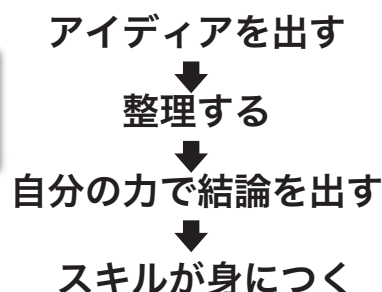 アイディアを出す
整理する
自分の力で結論を出す
スキルが身につく